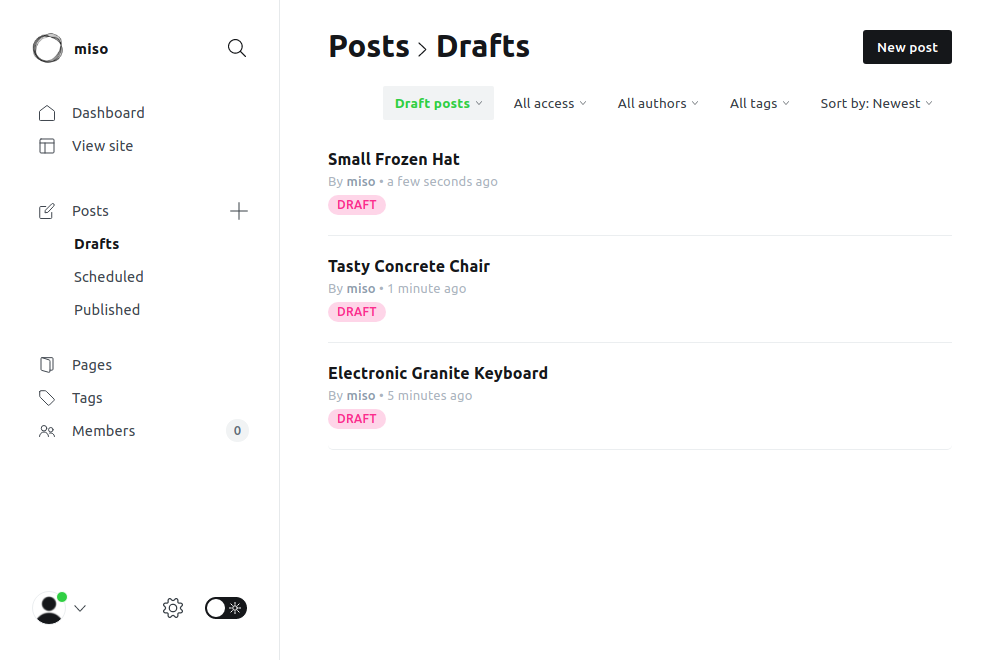 miso
Dashboard
View site
Posts
Drafts
Scheduled
Published
Pages
Tags
Members 0
Posts > Drafts
New post
Draft posts All access All authors All tags Sort by: Newest
Small Frozen Hat
By miso • a few seconds ago
DRAFT
Tasty Concrete Chair
By miso • 1 minute ago
DRAFT
Electronic Granite Keyboard
By miso • 5 minutes ago
DRAFT